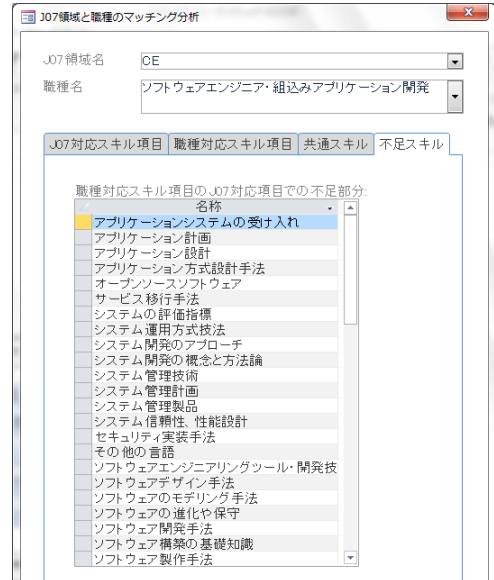 J07領域と職種のマッチング分析
J07領域名
CE
職種名
ソフトウェアエンジニア・組込みアプリケーション開発
J07対応スキル項目 職種対応スキル項目 共通スキル 不足スキル
職種対応スキル項目のJ07対応項目での不足部分:
名称
アプリケーションシステムの受け入れ
アプリケーション計画
アプリケーション設計
アプリケーション方式設計手法
オープンソースソフトウェア
サービス移行手法
システムの評価指標
システム運用方式技法
システム開発のアプローチ
システム開発の概念と方法論
システム管理技術
システム管理計画
システム管理製品
システム信頼性、性能設計
セキュリティ実装手法
その他の言語
ソフトウェアエンジニアリングツール・開発技
ソフトウェアデザイン手法
ソフトウェアのモデリング手法
ソフトウェアの進化や保守
ソフトウェア開発手法
ソフトウェア構築の基礎知識
ソフトウェア製作手法